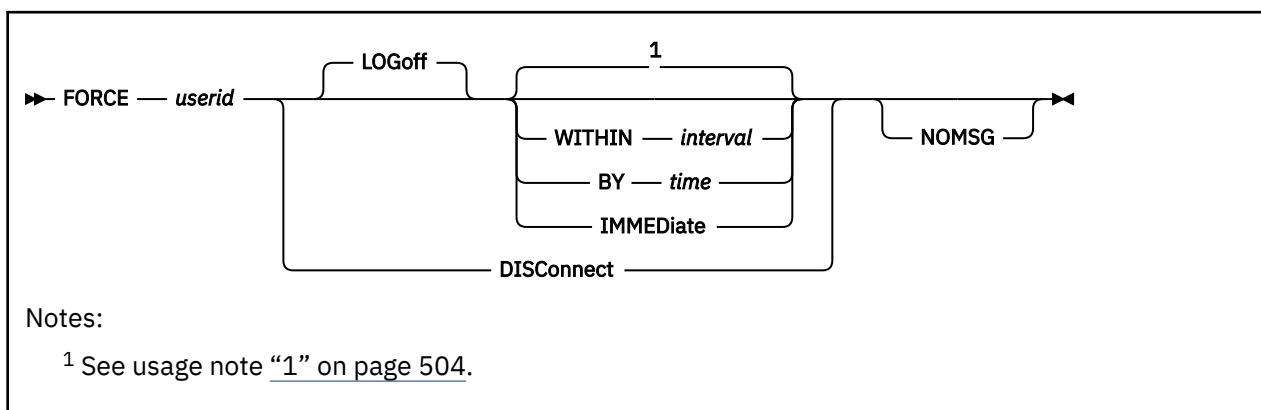 1
LOGoff
FORCE userid
WITHIN interval
NOMSG
BY time
IMMEDiate
DISConnect
Notes:
1 See usage note “1” on page 504.